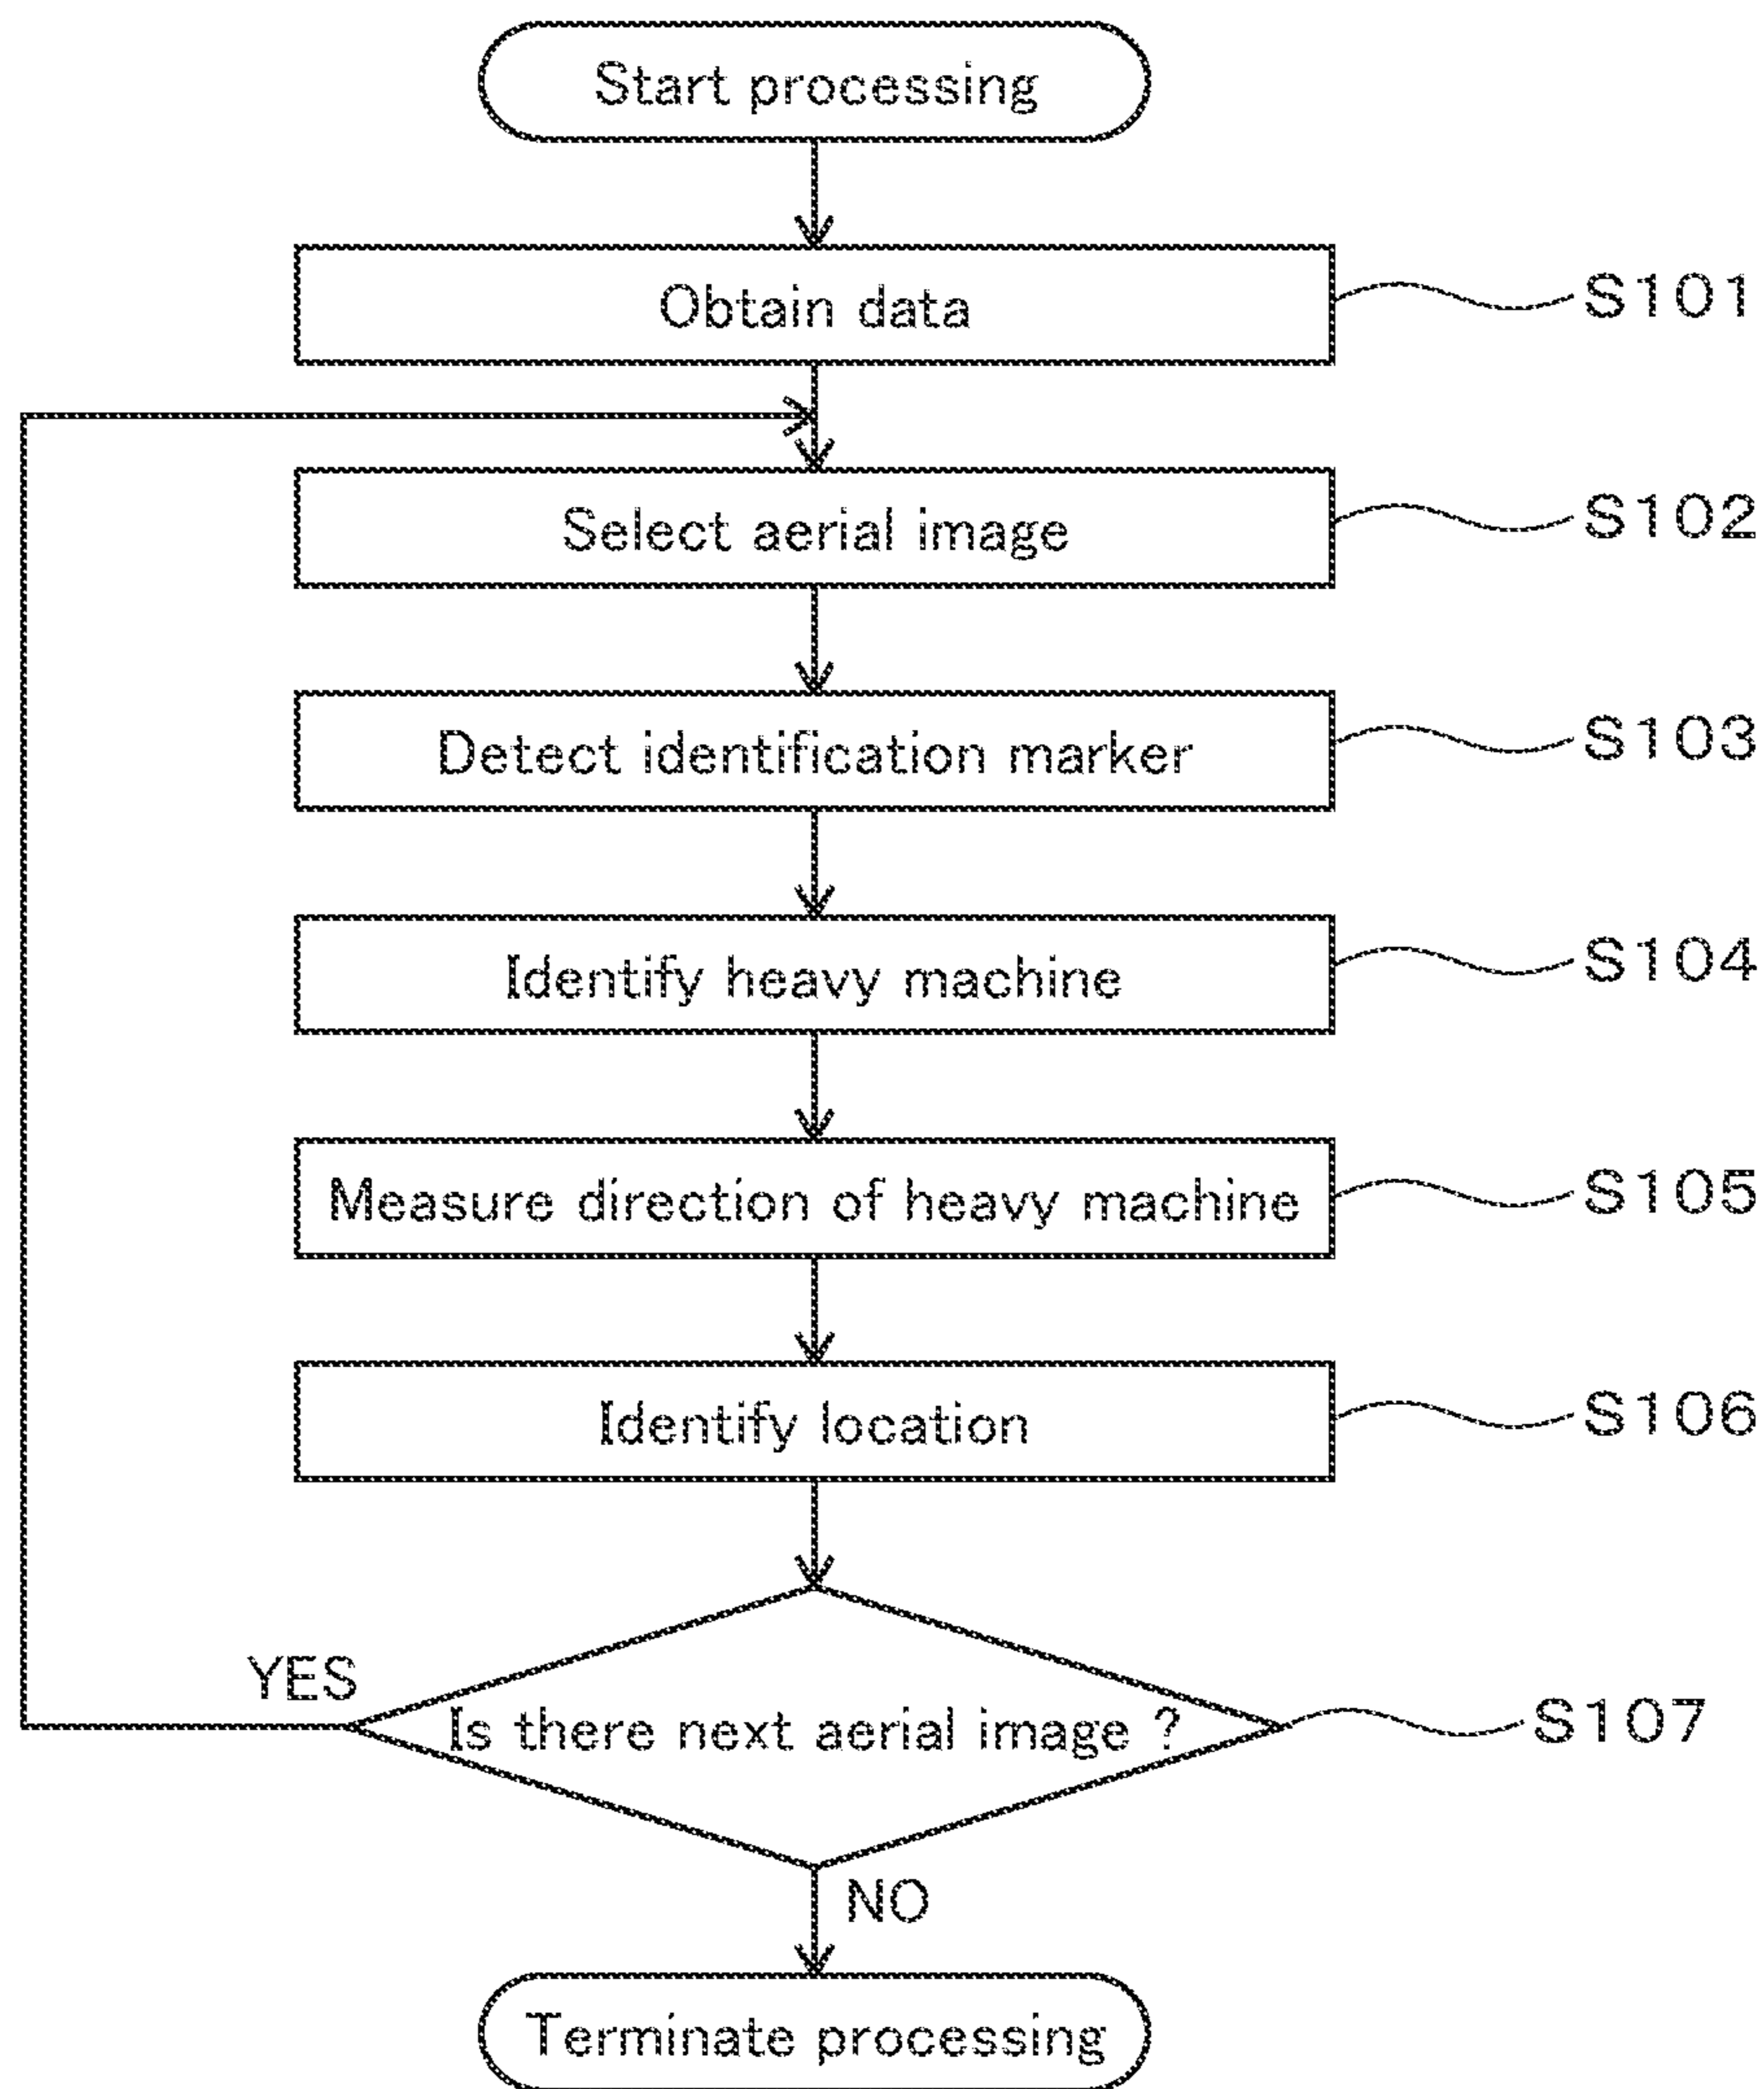 Start processing
Obtain data
S101
Select aerial image
S102
Detect identification marker
S103
Identify heavy machine
S104
Measure direction of heavy machine
S105
Identify location
S106
YES
Is there next aerial image ?
S107
NO
Terminate processing